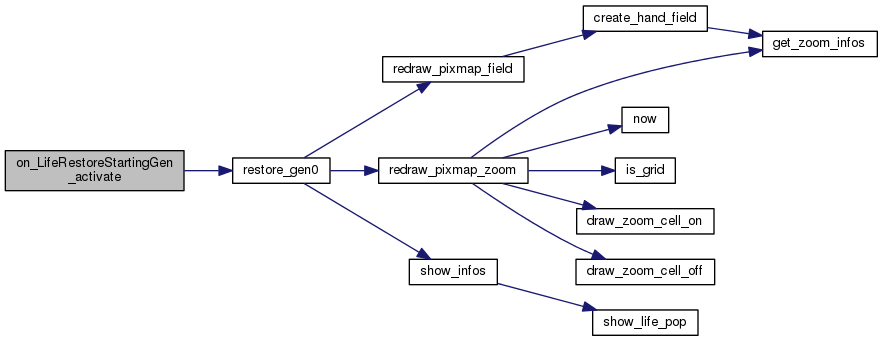 on_LifeRestoreStartingGen
_activate
restore_gen0
redraw_pixmap_field
create_hand_field
get_zoom_infos
redraw_pixmap_zoom
now
is_grid
draw_zoom_cell_on
draw_zoom_cell_off
show_infos
show_life_pop